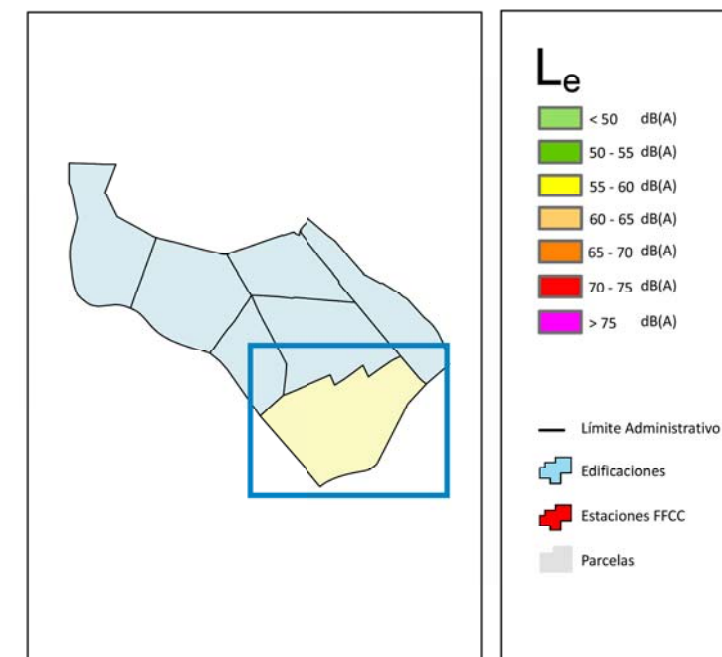 Le
< 50 dB(A)
50 - 55 dB(A)
55 - 60 dB(A)
60 - 65 dB(A)
65 - 70 dB(A)
70 - 75 dB(A)
> 75 dB(A)
Límite Administrativo
Edificaciones
Estaciones FFCC
Parcelas